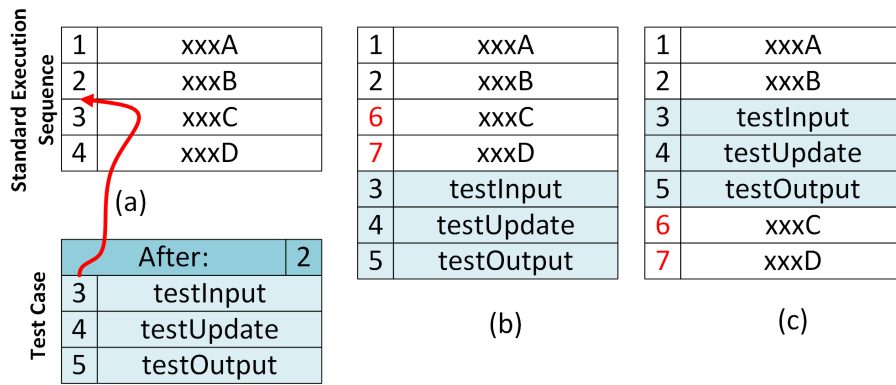 Standard Execution
Sequence
1 xxxA
2 xxxB
3 xxxC
4 xxxD
(a)
Test Case
After: 2
3 testInput
4 testUpdate
5 testOutput
1 xxxA
2 xxxB
6 xxxC
7 xxxD
3 testInput
4 testUpdate
5 testOutput
(b)
1 xxxA
2 xxxB
3 testInput
4 testUpdate
5 testOutput
6 xxxC
7 xxxD
(c)